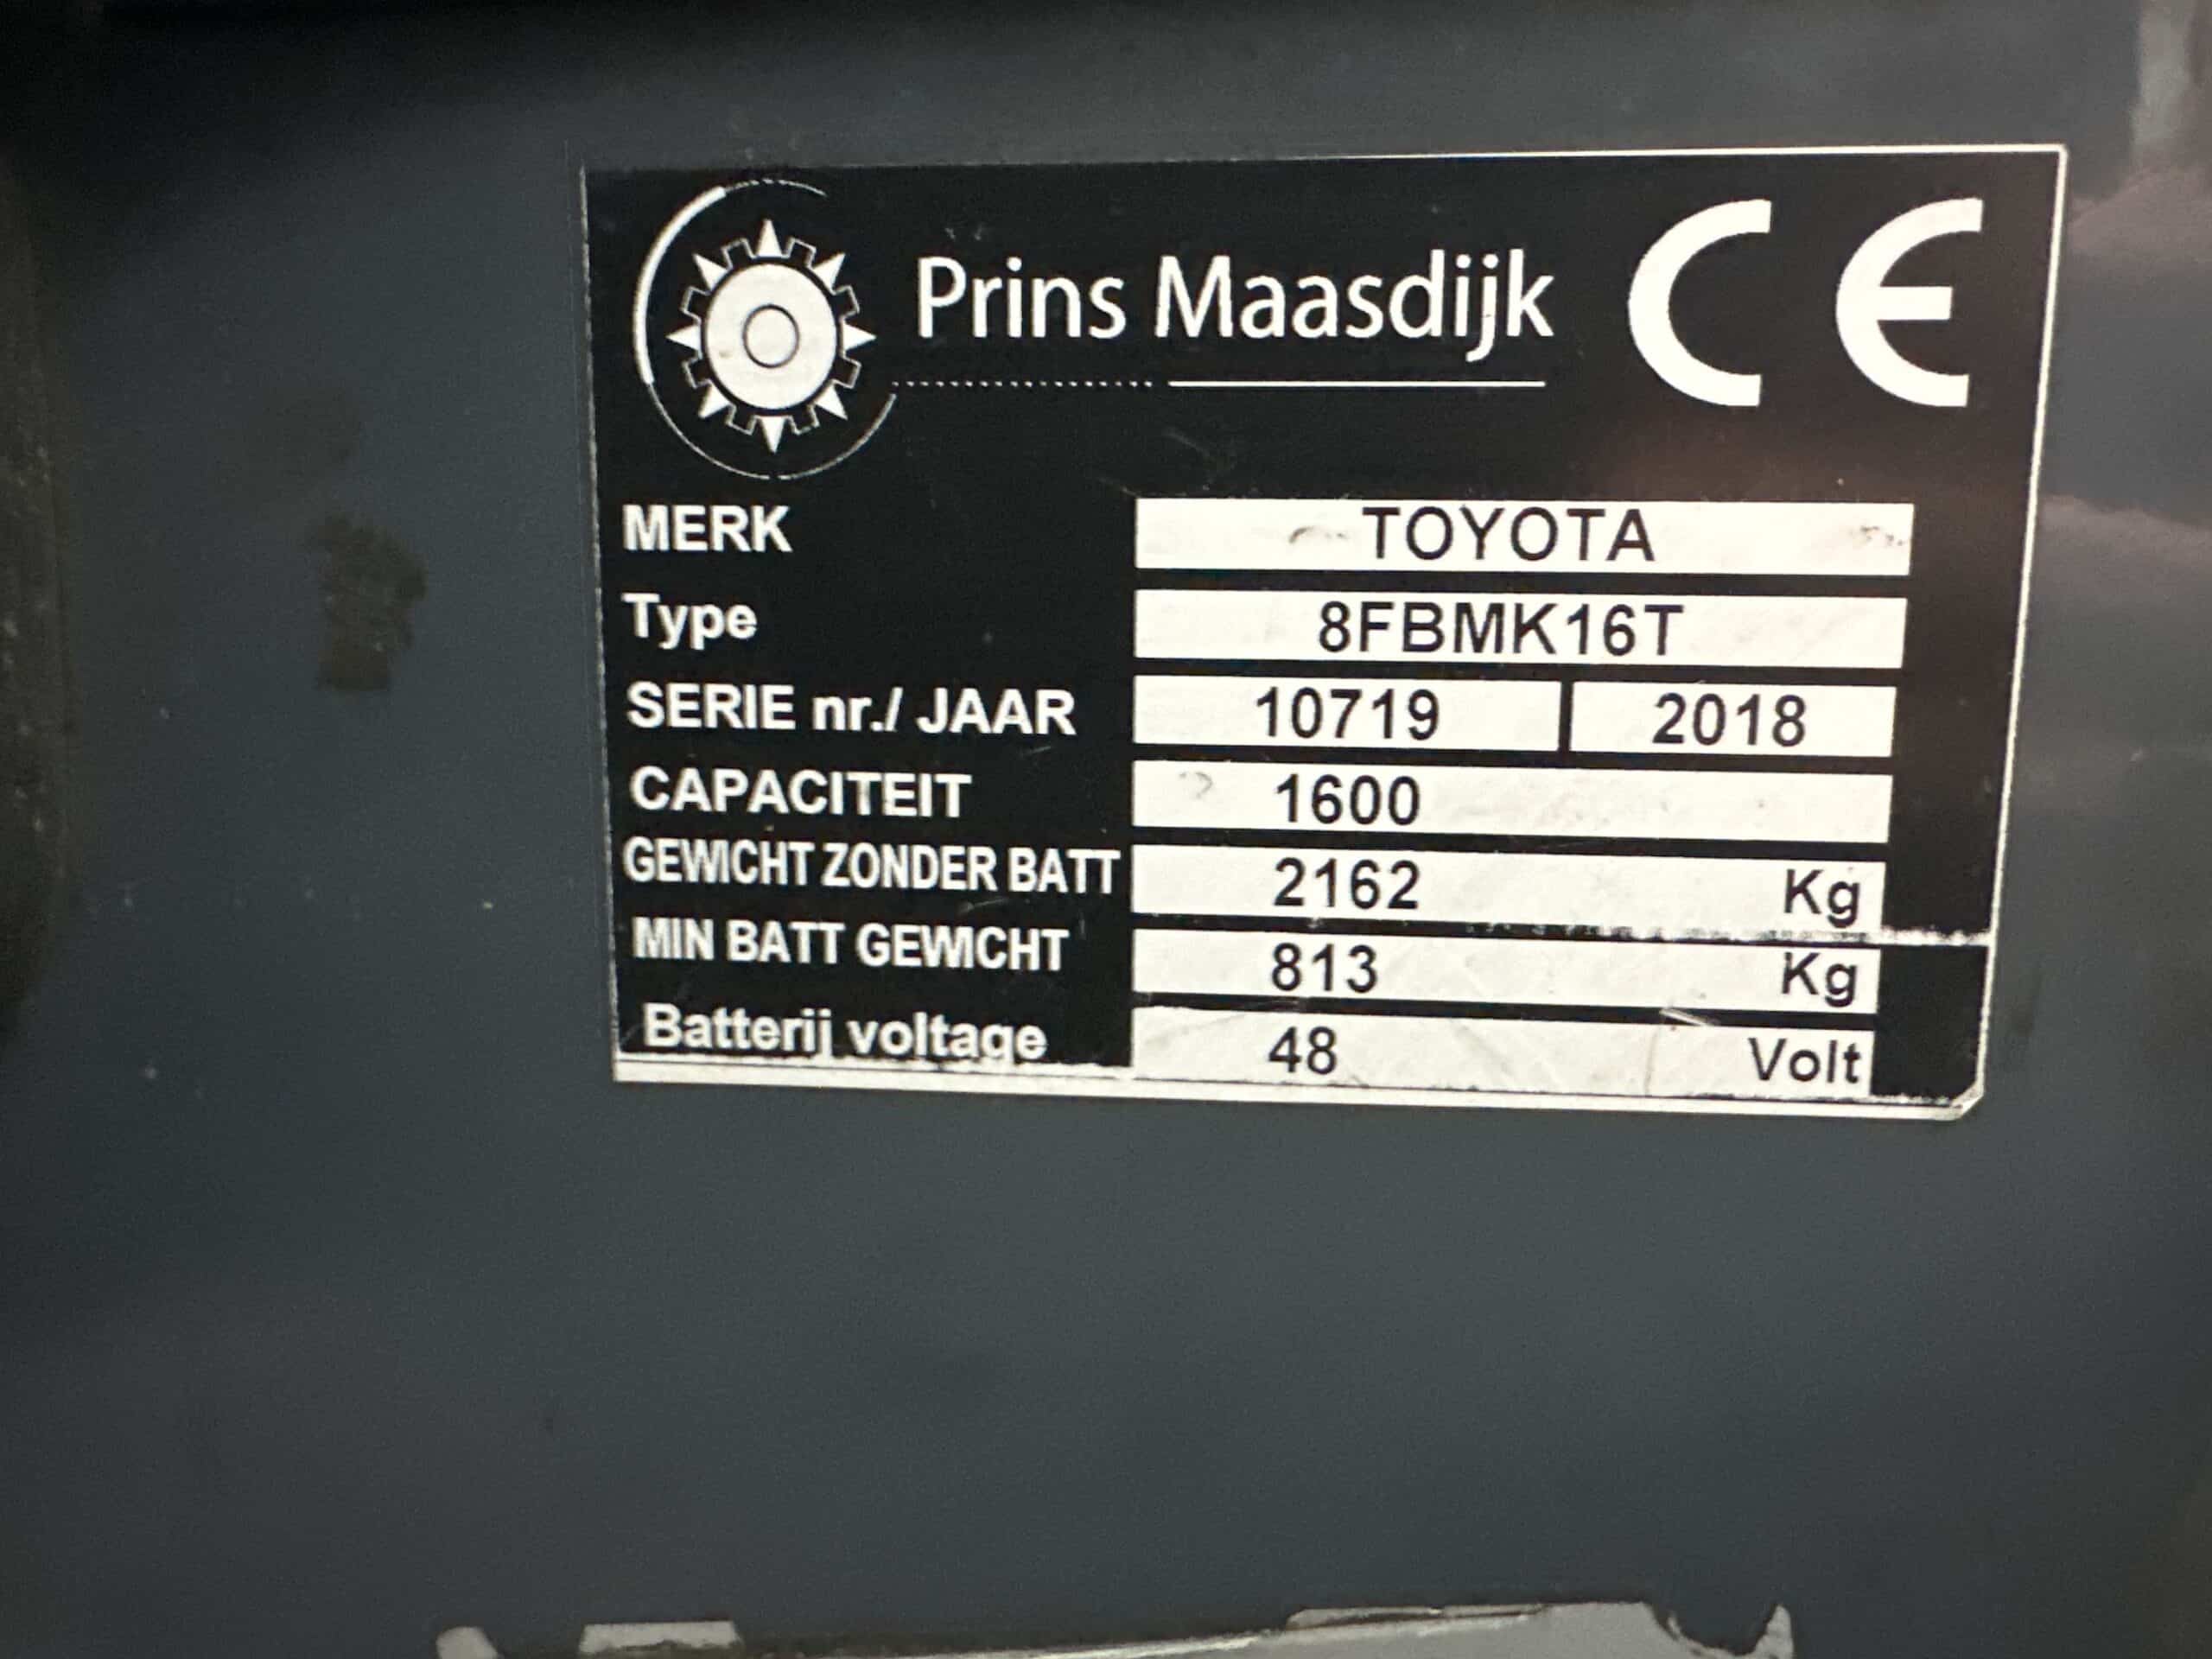 Prins Maasdijk CE
MERK TOYOTA
Type 8FBMK16T
SERIE nr./ JAAR 10719 2018
CAPACITEIT 1600
GEWICHT ZONDER BATT 2162 Kg
MIN BATT GEWICHT 813 Kg
Batterij voltage 48 Volt